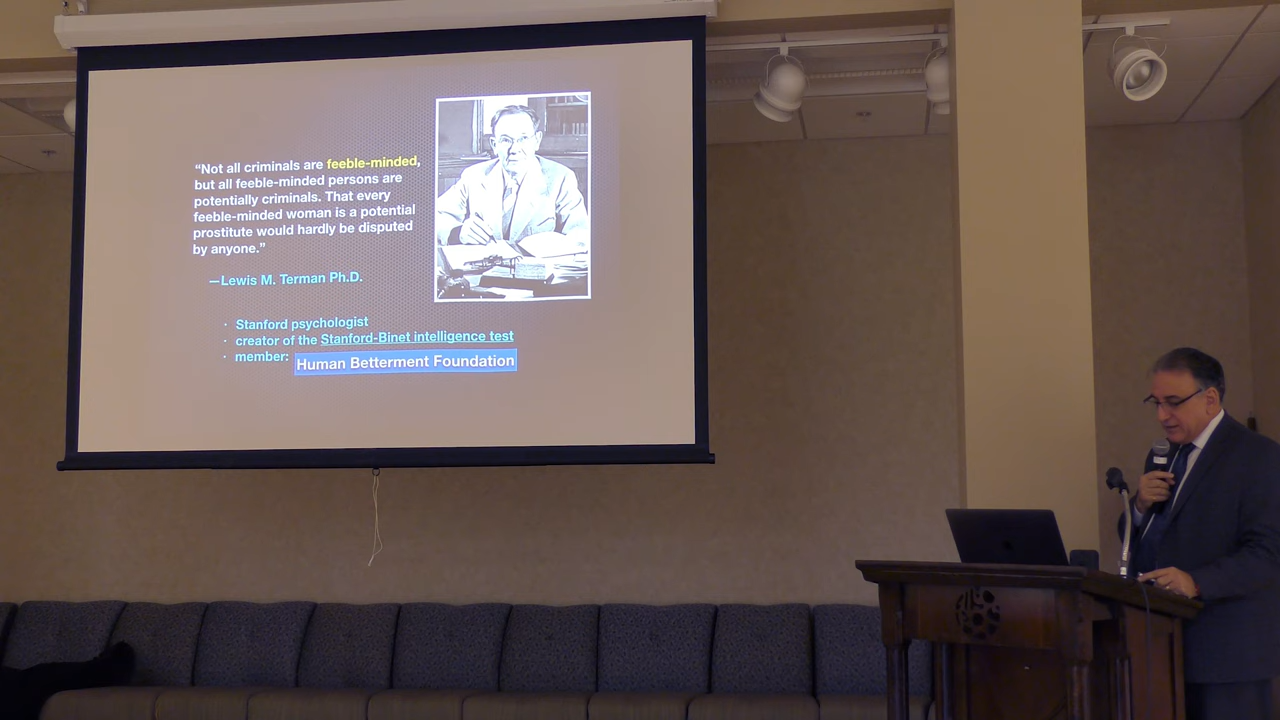 “Not all criminals are feeble-minded,
but all feeble-minded persons are
potentially criminals. That every
feeble-minded woman is a potential
prostitute would hardly be disputed
by anyone.”
—Lewis M. Terman Ph.D.
· Stanford psychologist
· creator of the Stanford-Binet intelligence test
· member: Human Betterment Foundation